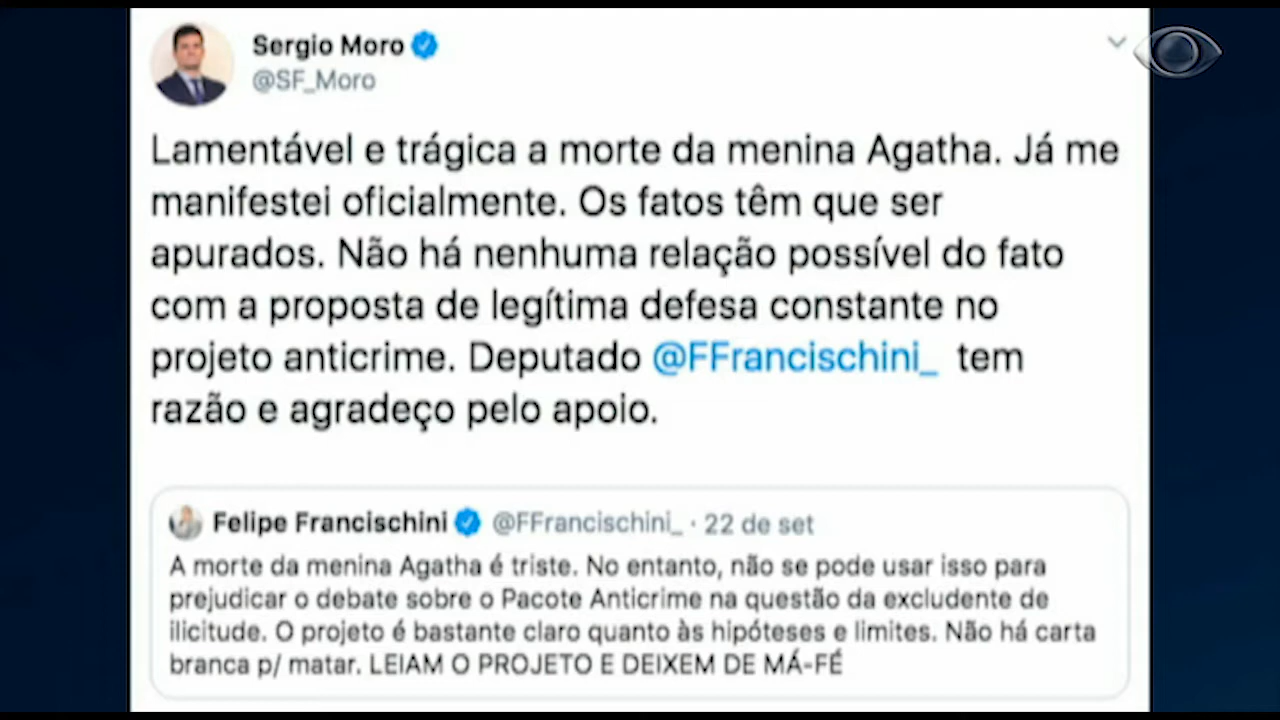 Sergio Moro
@SF_Moro
Lamentável e trágica a morte da menina Agatha. Já me
manifestei oficialmente. Os fatos têm que ser
apurados. Não há nenhuma relação possível do fato
com a proposta de legítima defesa constante no
projeto anticrime. Deputado @FFrancischini_ tem
razão e agradeço pelo apoio.
Felipe Francischini @FFrancischini_ · 22 de set
A morte da menina Agatha é triste. No entanto, não se pode usar isso para
prejudicar o debate sobre o Pacote Anticrime na questão da excludente de
ilicitude. O projeto é bastante claro quanto às hipóteses e limites. Não há carta
branca p/ matar. LEIAM O PROJETO E DEIXEM DE MÁ-FÉ